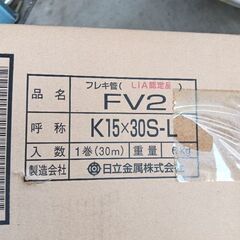 フレキ管(LIA認定品)
品名 FV2
呼称 K15×30S-L
入数 1巻(30m) 重量 6kg
製造会社 日立金属株式会社